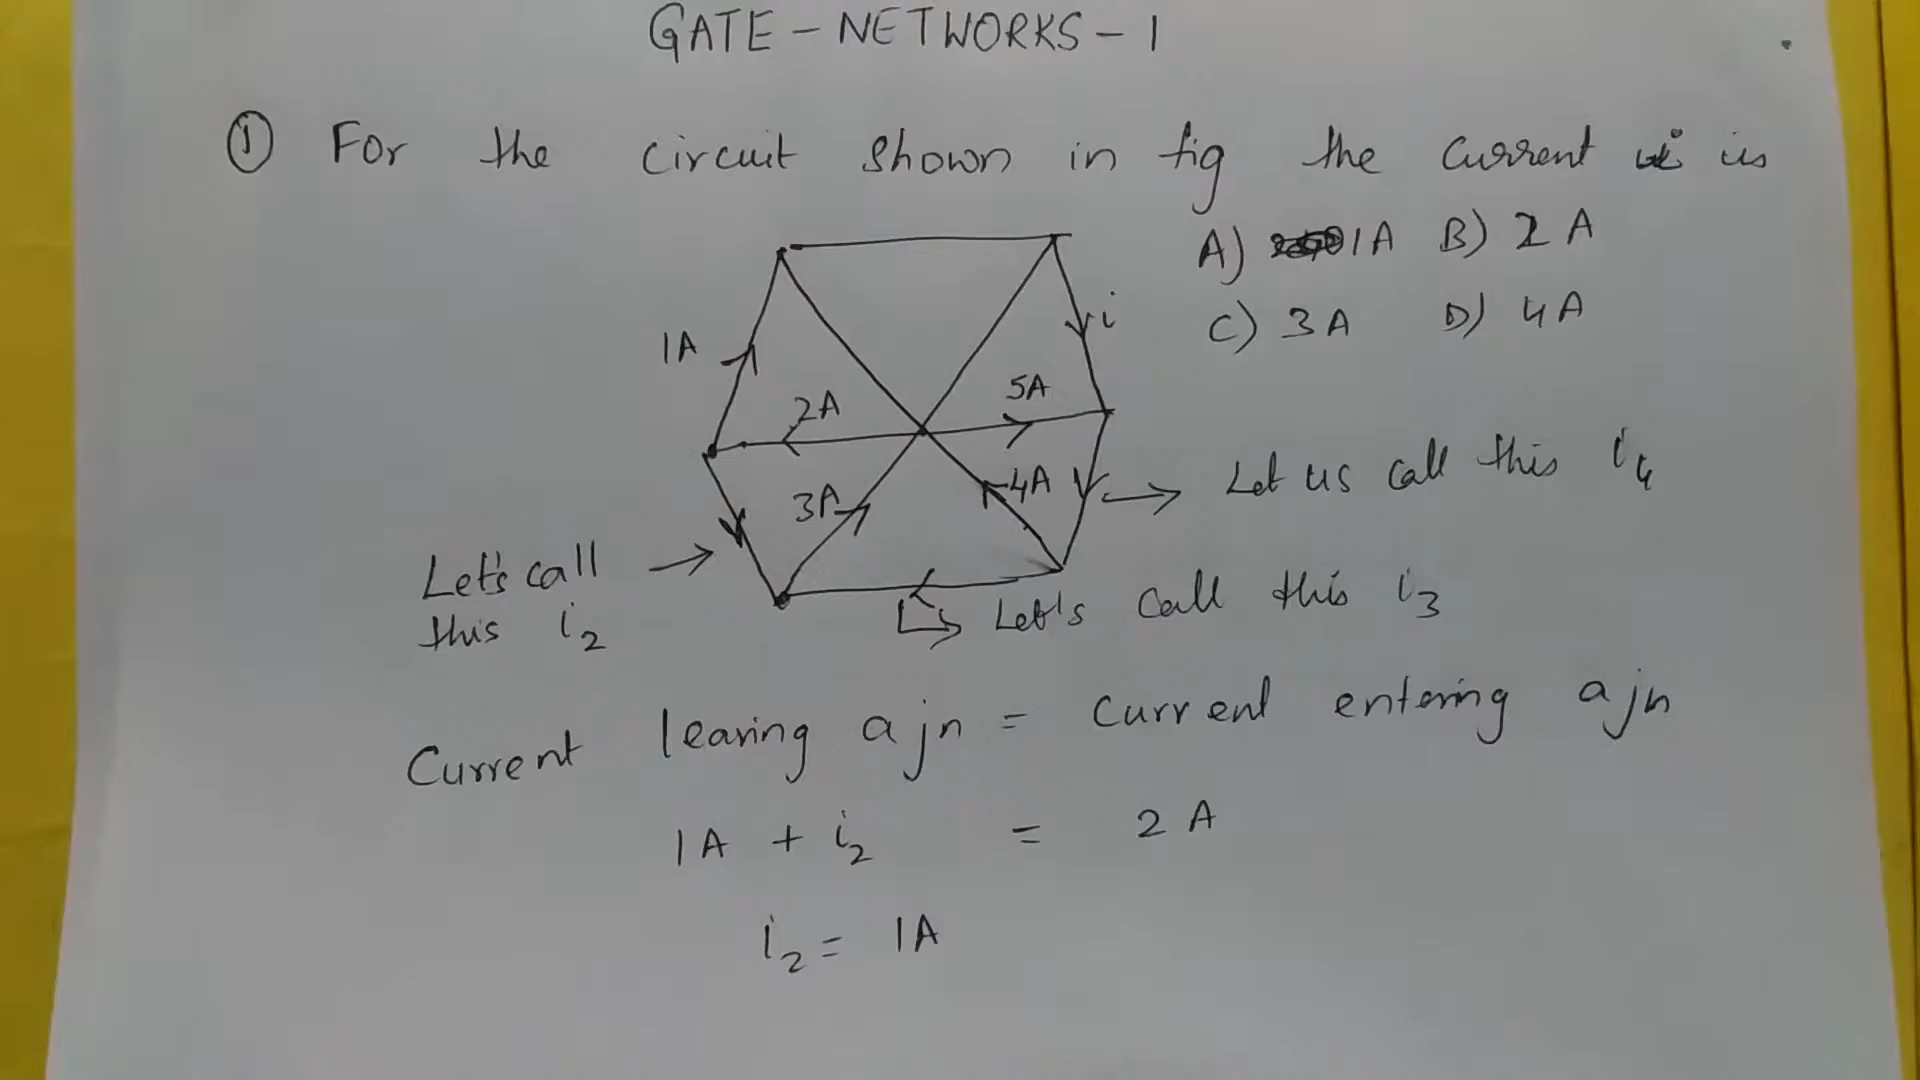 GATE - NETWORKS - 1
① For the circuit shown in fig the current i is
A) 1A B) 2 A
C) 3A D) 4A
i
1A
5A
2A
4A
3A
Let us call this i₄
Let's call
this i₂
Let's call this i₃
Current leaving a jn = current entering a jn
1A + i₂ = 2 A
i₂ = 1A